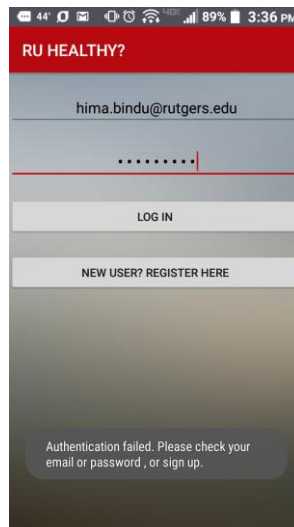 44° 89% 3:36 PM
RU HEALTHY?
hima.bindu@rutgers.edu
•••••••••
LOG IN
NEW USER? REGISTER HERE
Authentication failed. Please check your
email or password , or sign up.